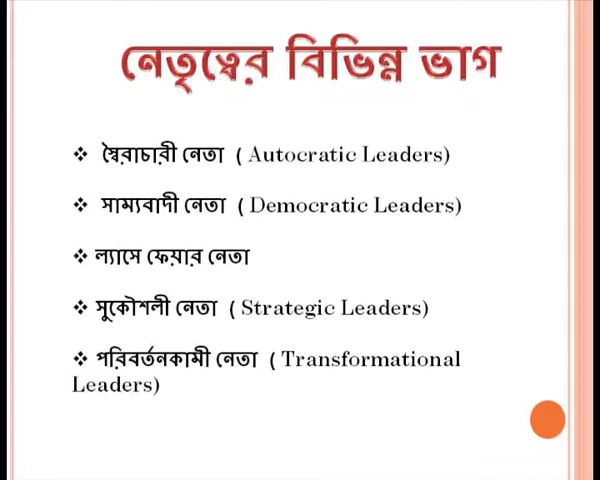 নেতৃত্বের বিভিন্ন ভাগ
❖ স্বৈরাচারী নেতা ( Autocratic Leaders)
❖ সাম্যবাদী নেতা ( Democratic Leaders)
❖ ল্যাসে ফেয়ার নেতা
❖ সুকৌশলী নেতা ( Strategic Leaders)
❖ পরিবর্তনকামী নেতা ( Transformational
Leaders)